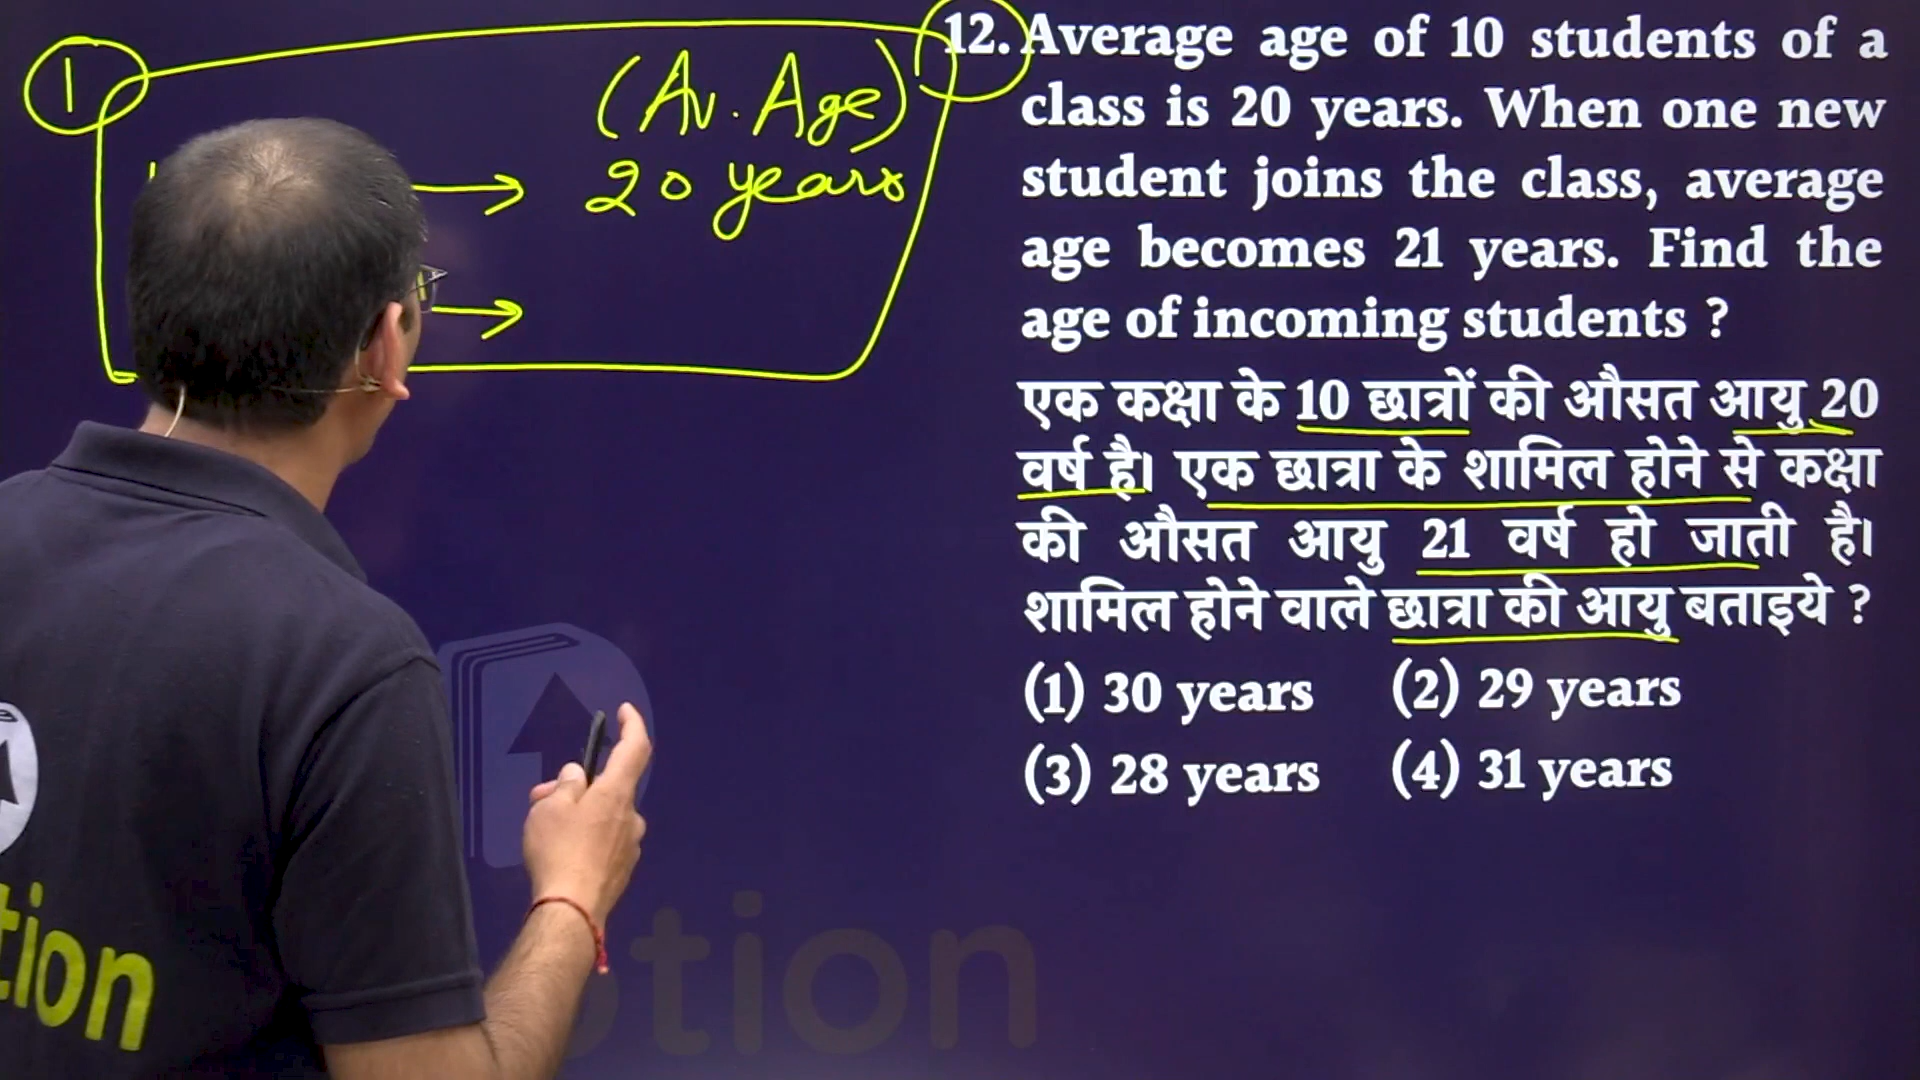 1
(Av. Age)
20 years
12. Average age of 10 students of a
class is 20 years. When one new
student joins the class, average
age becomes 21 years. Find the
age of incoming students ?
एक कक्षा के 10 छात्रों की औसत आयु 20
वर्ष है। एक छात्रा के शामिल होने से कक्षा
की औसत आयु 21 वर्ष हो जाती है।
शामिल होने वाले छात्रा की आयु बताइये ?
(1) 30 years (2) 29 years
(3) 28 years (4) 31 years
tion
otion